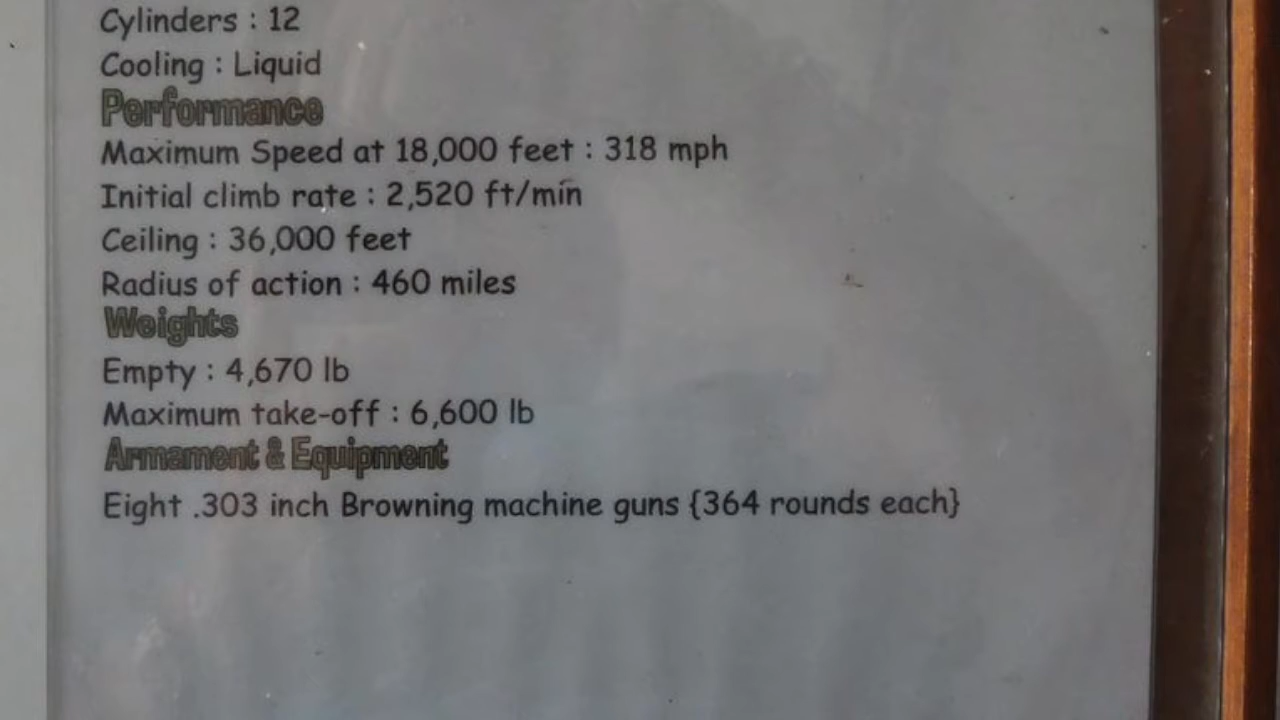 Cylinders : 12
Cooling : Liquid
Performance
Maximum Speed at 18,000 feet : 318 mph
Initial climb rate : 2,520 ft/min
Ceiling : 36,000 feet
Radius of action : 460 miles
Weights
Empty : 4,670 lb
Maximum take-off : 6,600 lb
Armament & Equipment
Eight .303 inch Browning machine guns {364 rounds each}